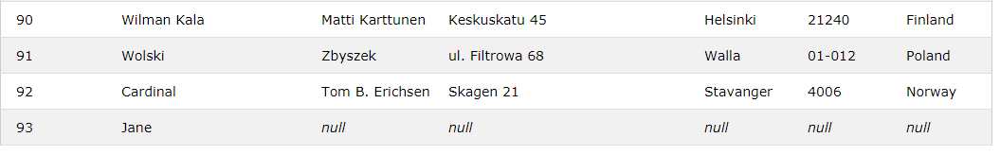 90 Wilman Kala Matti Karttunen Keskuskatu 45 Helsinki 21240 Finland
91 Wolski Zbyszek ul. Filtrowa 68 Walla 01-012 Poland
92 Cardinal Tom B. Erichsen Skagen 21 Stavanger 4006 Norway
93 Jane null null null null null